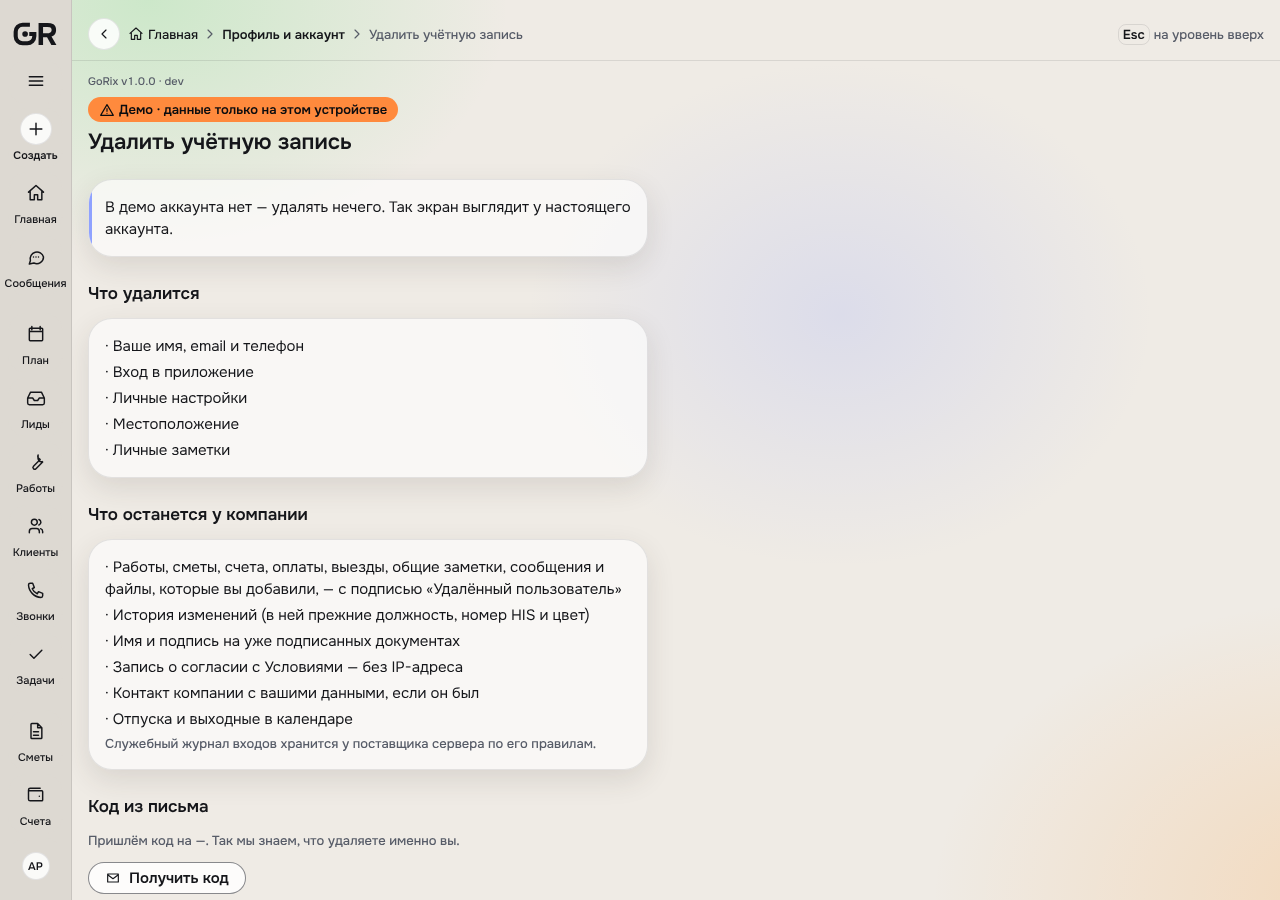 GR
Главная
Профиль и аккаунт
Удалить учётную запись
Esc на уровень вверх
GoRix v1.0.0 · dev
Демо · данные только на этом устройстве
Удалить учётную запись
В демо аккаунта нет — удалять нечего. Так экран выглядит у настоящего
аккаунта.
Что удалится
· Ваше имя, email и телефон
· Вход в приложение
· Личные настройки
· Местоположение
· Личные заметки
Что останется у компании
· Работы, сметы, счета, оплаты, выезды, общие заметки, сообщения и
файлы, которые вы добавили, — с подписью «Удалённый пользователь»
· История изменений (в ней прежние должность, номер HIS и цвет)
· Имя и подпись на уже подписанных документах
· Запись о согласии с Условиями — без IP-адреса
· Контакт компании с вашими данными, если он был
· Отпуска и выходные в календаре
Служебный журнал входов хранится у поставщика сервера по его правилам.
Код из письма
Пришлём код на —. Так мы знаем, что удаляете именно вы.
Получить код
Создать
Главная
Сообщения
План
Лиды
Работы
Клиенты
Звонки
Задачи
Сметы
Счета
AP